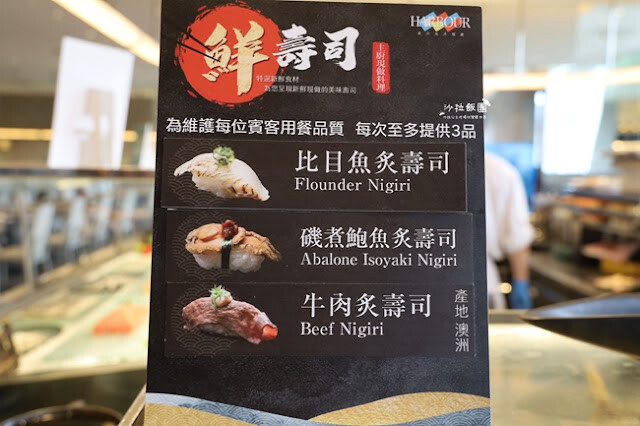 HARBOUR
鮮壽司
主廚現做料理
特選新鮮食材
為您呈現新鮮現做的美味壽司
沙拉飯團
為維護每位賓客用餐品質 每次至多提供3品
比目魚炙壽司
Flounder Nigiri
磯煮鮑魚炙壽司
Abalone Isoyaki Nigiri
牛肉炙壽司
Beef Nigiri
產地 澳洲